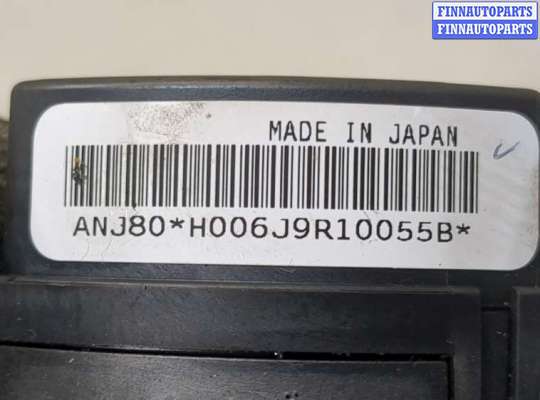 FINNAUTOPARTS
FINNAUTOPARTS
MADE IN JAPAN
ANJ80*H006J9R10055B*